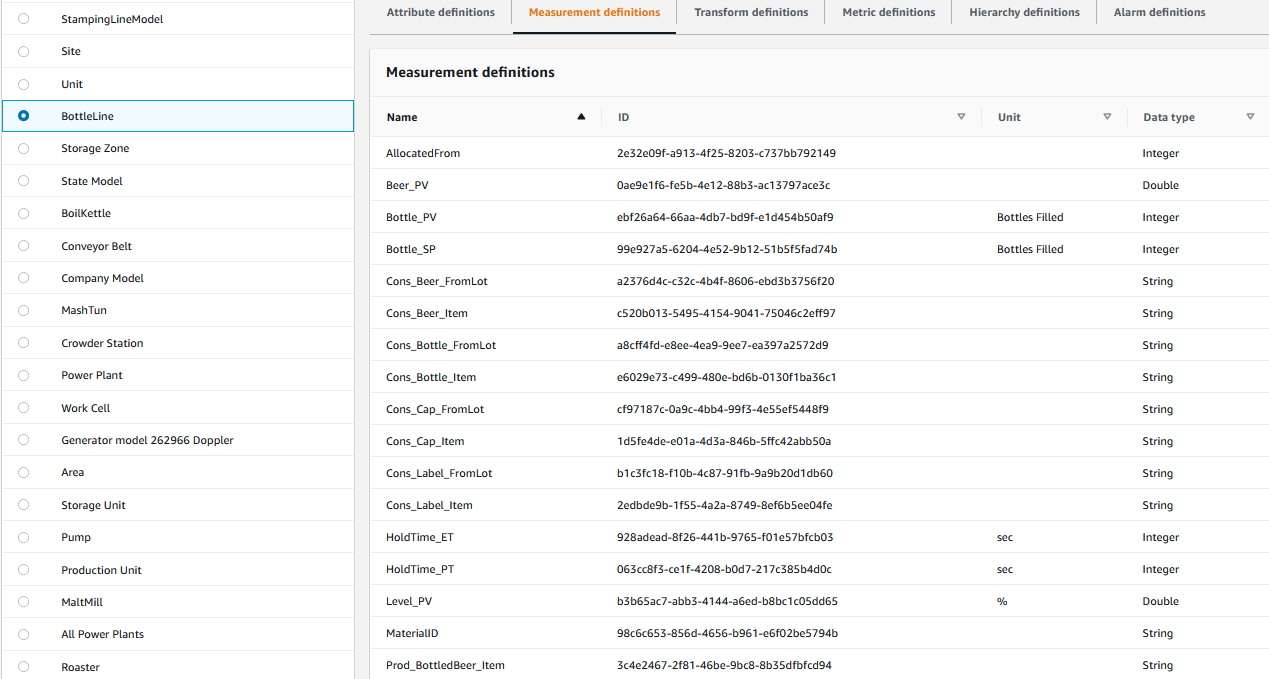 StampingLineModel
Site
Unit
BottleLine
Storage Zone
State Model
BoilKettle
Conveyor Belt
Company Model
MashTun
Crowder Station
Power Plant
Work Cell
Generator model 262966 Doppler
Area
Storage Unit
Pump
Production Unit
MaltMill
All Power Plants
Roaster
Attribute definitions Measurement definitions Transform definitions Metric definitions Hierarchy definitions Alarm definitions
Measurement definitions
Name ID Unit Data type
AllocatedFrom 2e32e09f-a913-4f25-8203-c737bb792149 Integer
Beer_PV 0ae9e1f6-fe5b-4e12-88b3-ac13797ace3c Double
Bottle_PV ebf26a64-66aa-4db7-bd9f-e1d454b50af9 Bottles Filled Integer
Bottle_SP 99e927a5-6204-4e52-9b12-51b5f5fad74b Bottles Filled Integer
Cons_Beer_FromLot a2376d4c-c32c-4b4f-8606-ebd3b3756f20 String
Cons_Beer_Item c520b013-5495-4154-9041-75046c2eff97 String
Cons_Bottle_FromLot a8cff4fd-e8ee-4ea9-9ee7-ea397a2572d9 String
Cons_Bottle_Item e6029e73-c499-480e-bd6b-0130f1ba36c1 String
Cons_Cap_FromLot cf97187c-0a9c-4bb4-99f3-4e55ef5448f9 String
Cons_Cap_Item 1d5fe4de-e01a-4d3a-846b-5ffc42abb50a String
Cons_Label_FromLot b1c3fc18-f10b-4c87-91fb-9a9b20d1db60 String
Cons_Label_Item 2edbde9b-1f55-4a2a-8749-8ef6b5ee04fe String
HoldTime_ET 928adead-8f26-441b-9765-f01e57bfcb03 sec Integer
HoldTime_PT 063cc8f3-ce1f-4208-b0d7-217c385b4d0c sec Integer
Level_PV b3b65ac7-abb3-4144-a6ed-b8bc1c05dd65 % Double
MaterialID 98c6c653-856d-4656-b961-e6f02be5794b String
Prod_BottledBeer_Item 3c4e2467-2f81-46be-9bc8-8b35dfbfcd94 String